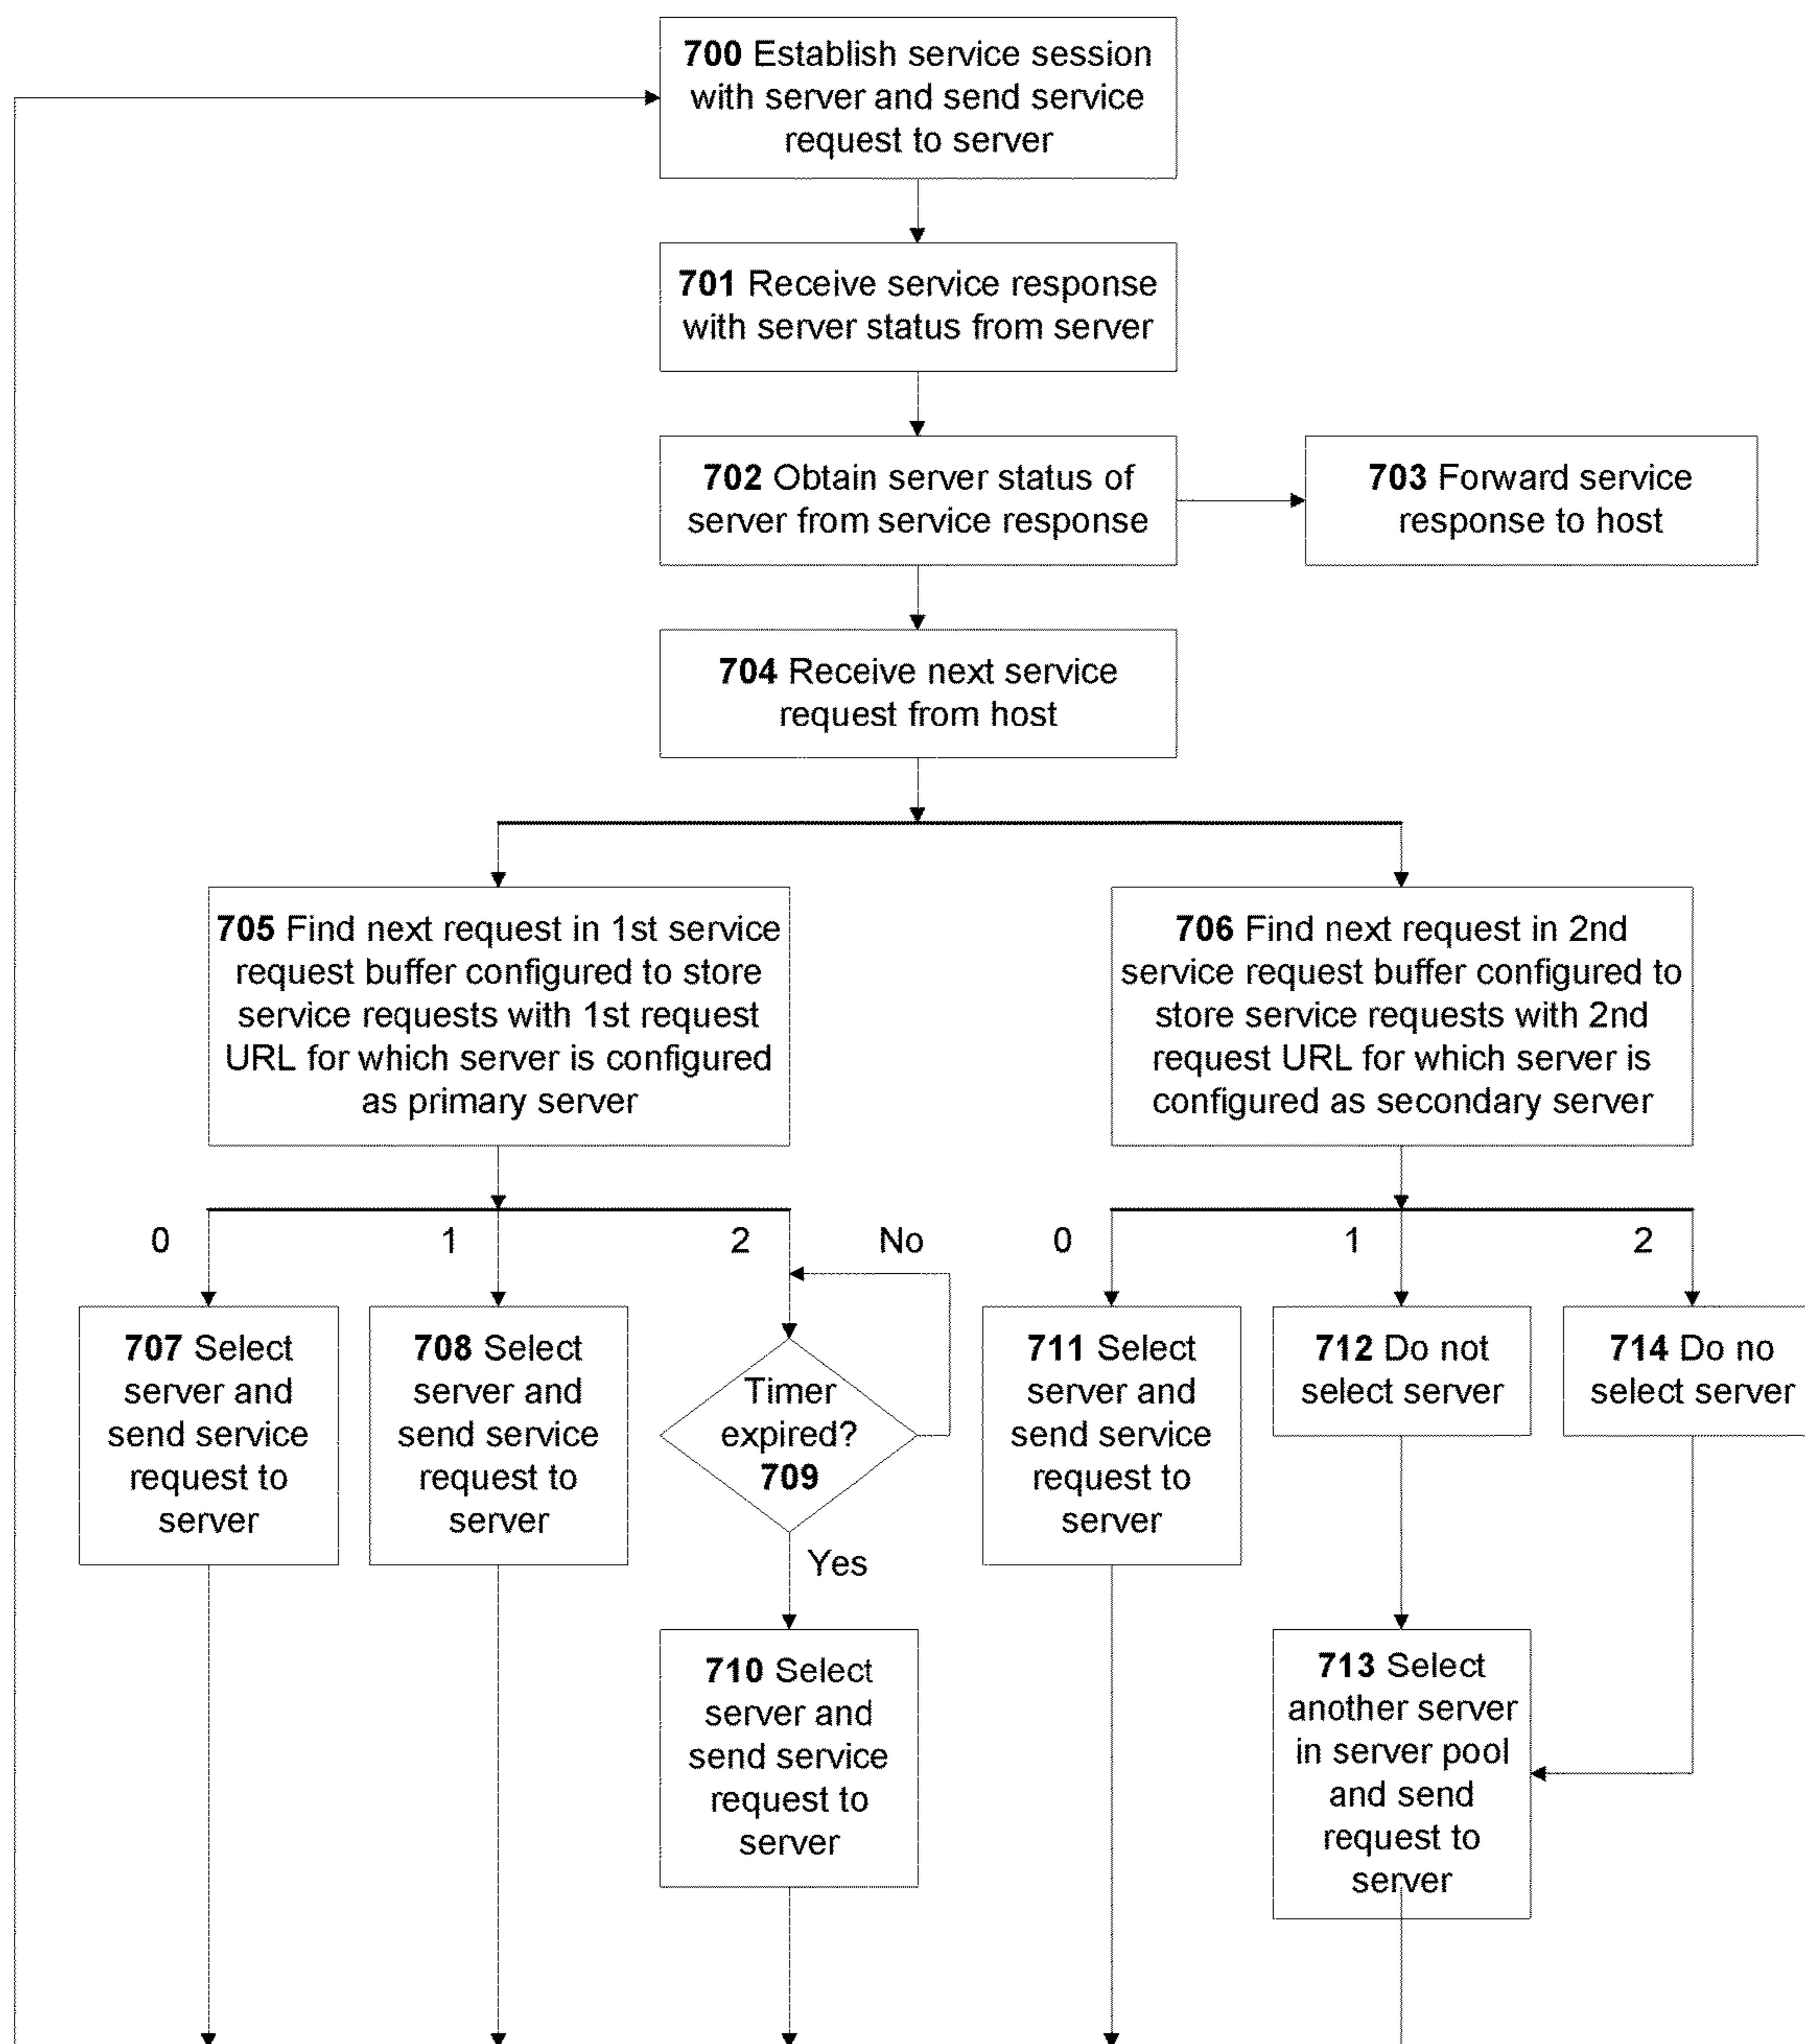 700 Establish service session
with server and send service
request to server
701 Receive service response
with server status from server
702 Obtain server status of
server from service response
703 Forward service
response to host
704 Receive next service
request from host
705 Find next request in 1st service
request buffer configured to store
service requests with 1st request
URL for which server is configured
as primary server
706 Find next request in 2nd
service request buffer configured to
store service requests with 2nd
request URL for which server is
configured as secondary server
0
1
2
No
0
1
2
707 Select
server and
send service
request to
server
708 Select
server and
send service
request to
server
Timer
expired?
709
Yes
710 Select
server and
send service
request to
server
711 Select
server and
send service
request to
server
712 Do not
select server
714 Do no
select server
713 Select
another server
in server pool
and send
request to
server